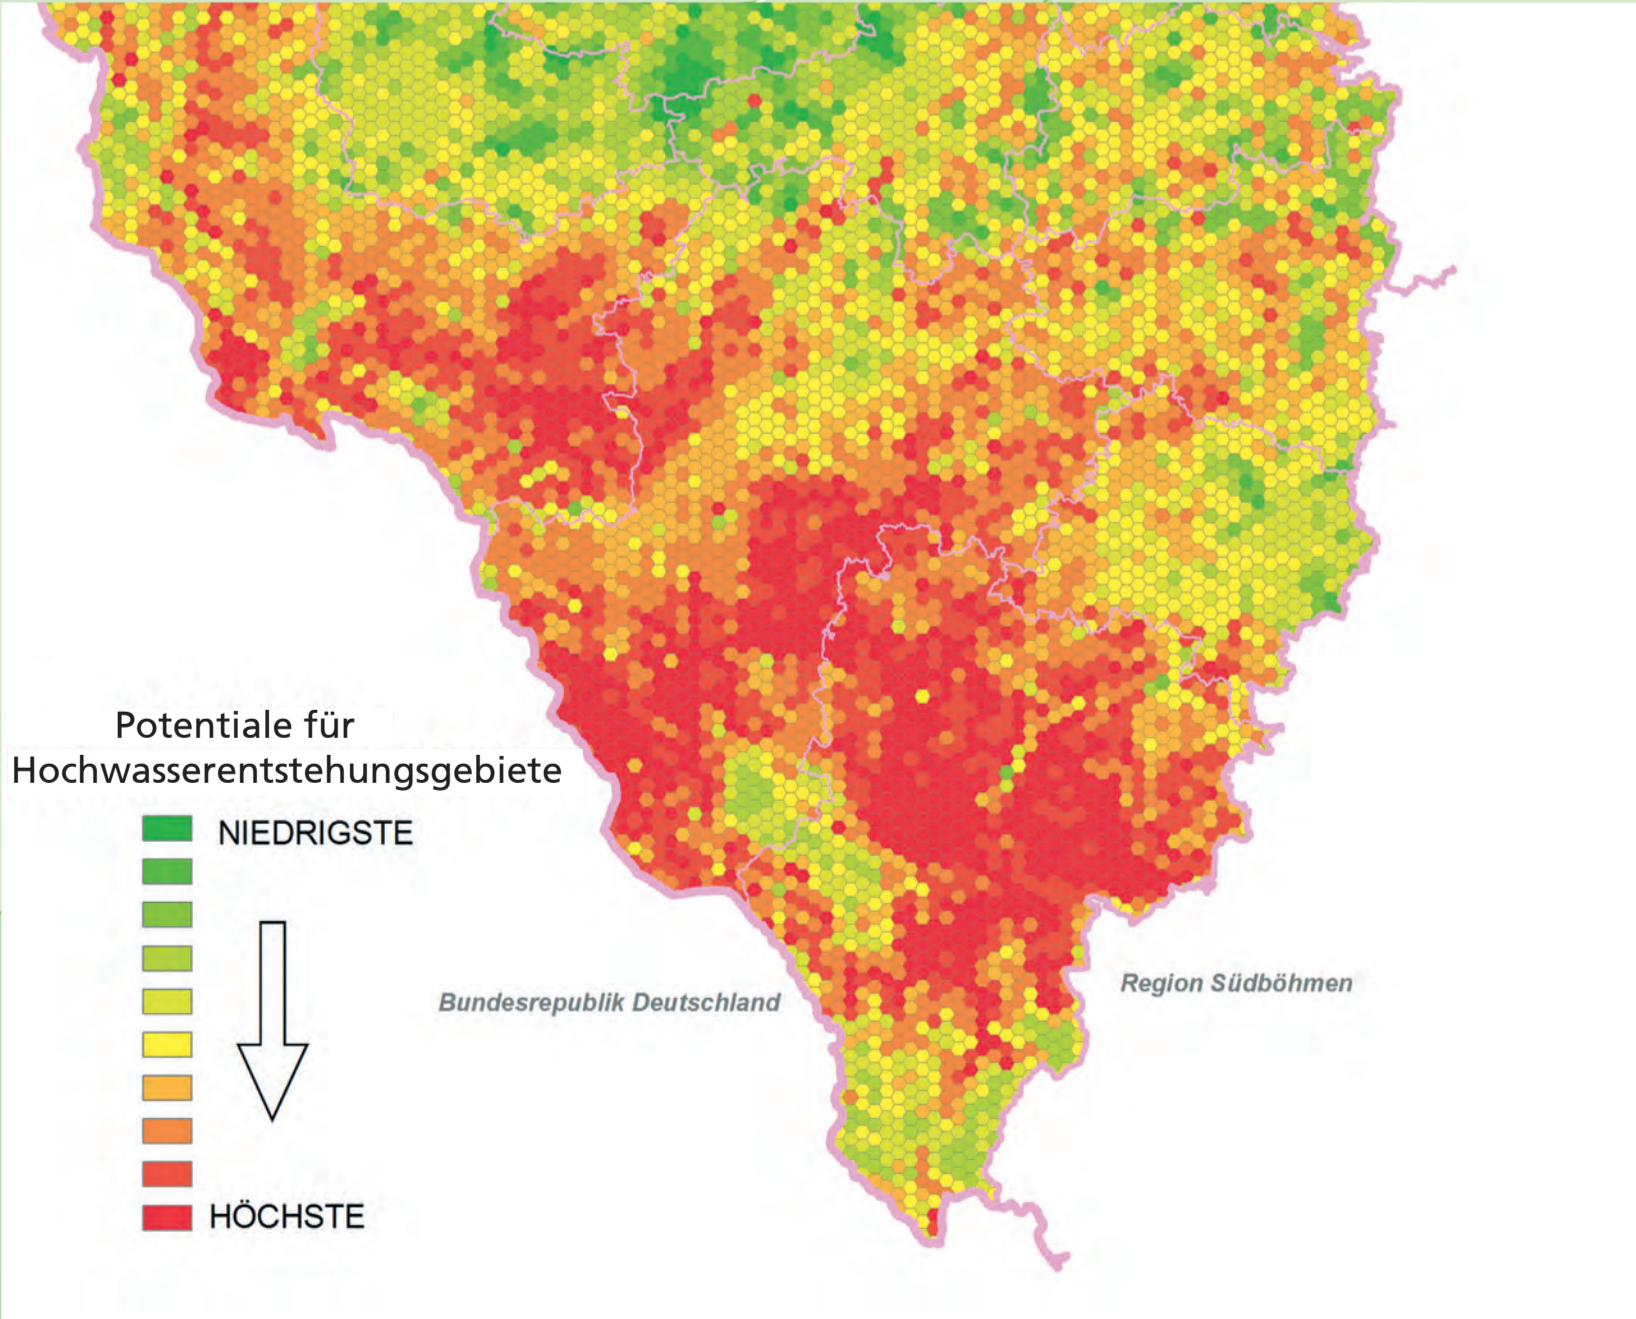 Potentiale für
Hochwasserentstehungsgebiete
NIEDRIGSTE
HÖCHSTE
Bundesrepublik Deutschland
Region Südböhmen